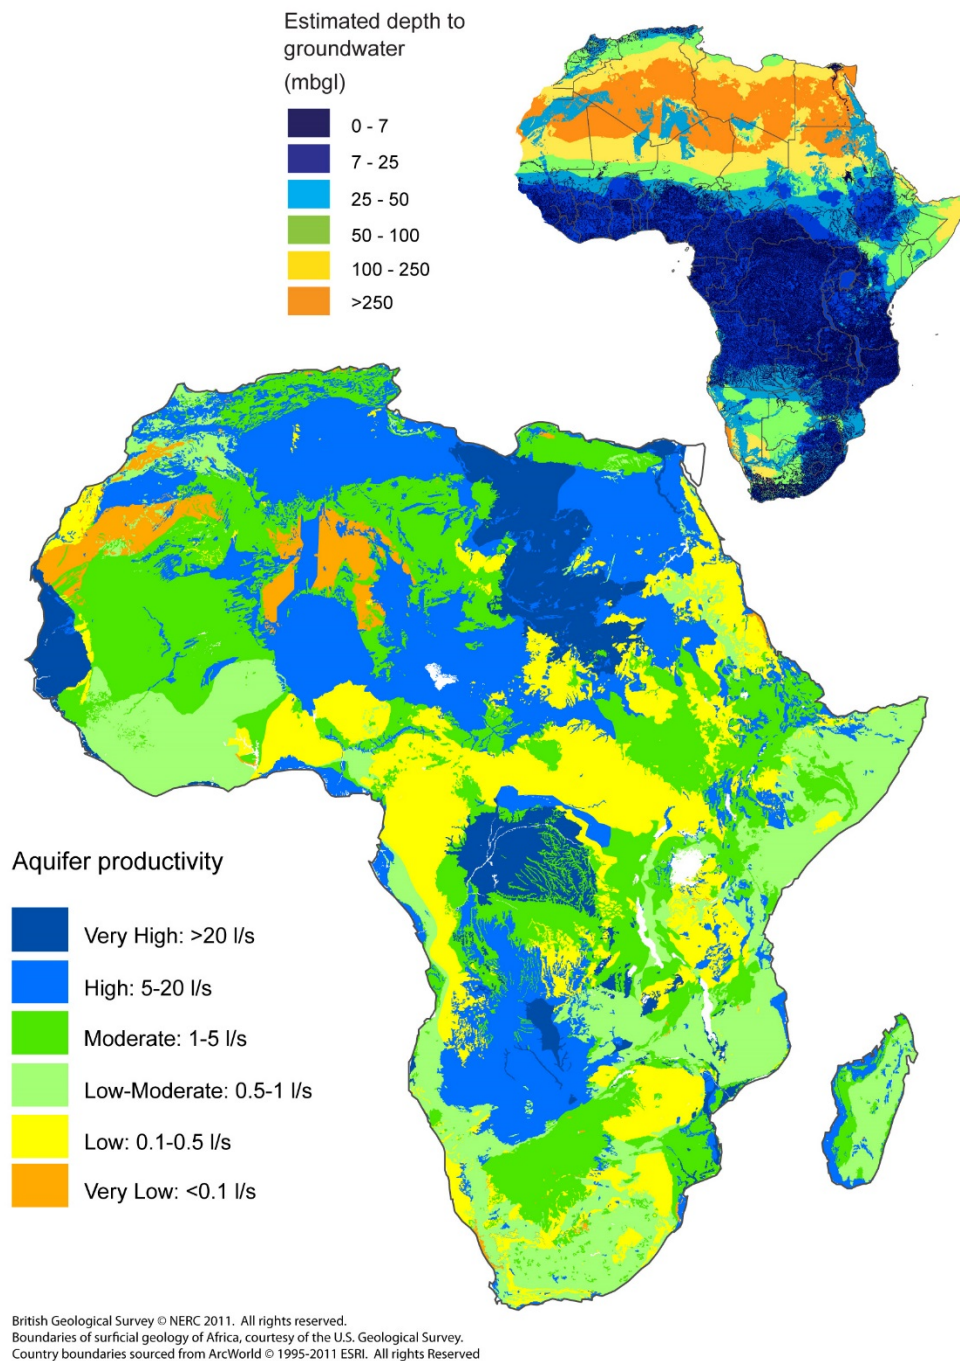 Estimated depth to
groundwater
(mbgl)
0 - 7
7 - 25
25 - 50
50 - 100
100 - 250
>250
Aquifer productivity
Very High: >20 l/s
High: 5-20 l/s
Moderate: 1-5 l/s
Low-Moderate: 0.5-1 l/s
Low: 0.1-0.5 l/s
Very Low: <0.1 l/s
British Geological Survey © NERC 2011. All rights reserved.
Boundaries of surficial geology of Africa, courtesy of the U.S. Geological Survey.
Country boundaries sourced from ArcWorld © 1995-2011 ESRI. All rights Reserved